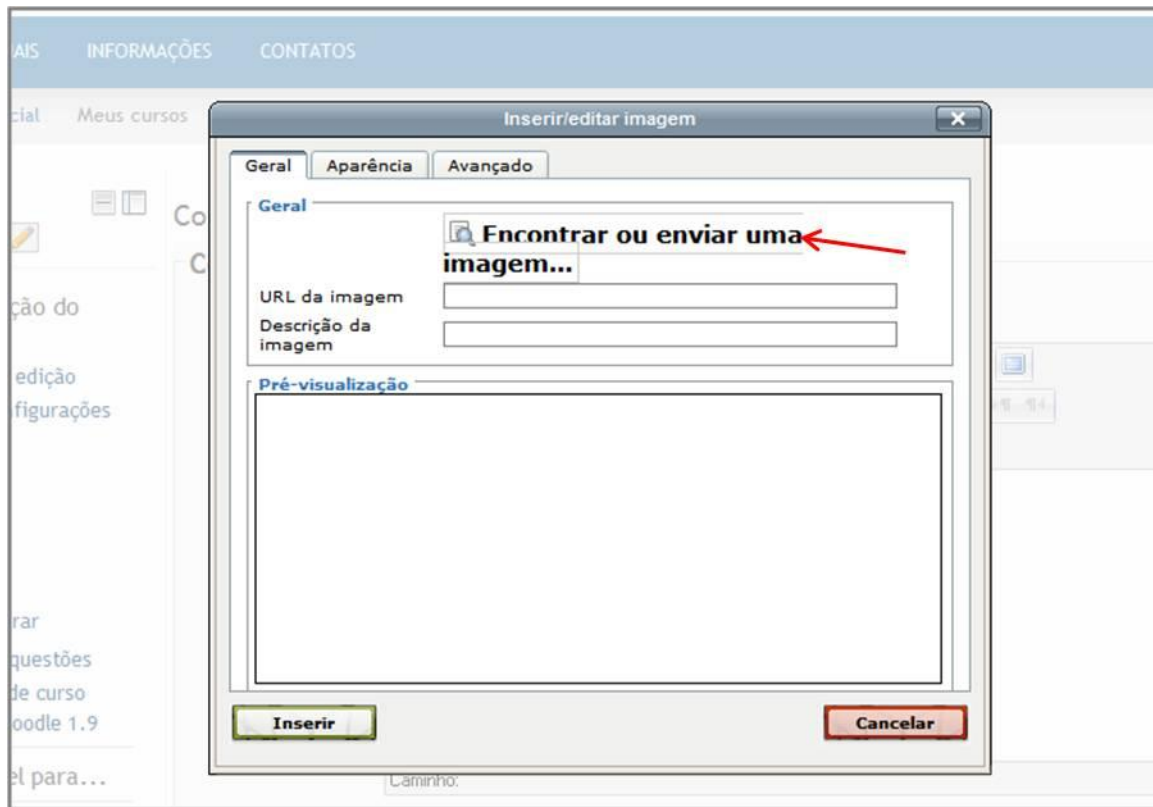 AIS INFORMAÇÕES CONTATOS
cial Meus cursos
Inserir/editar imagem
Geral Aparência Avançado
Geral
Co
Encontrar ou enviar uma
imagem...
C
URL da imagem
ção do
Descrição da
imagem
edição
Pré-visualização
figurações
rar
questões
de curso
oodle 1.9
Inserir Cancelar
el para...
Caminho: